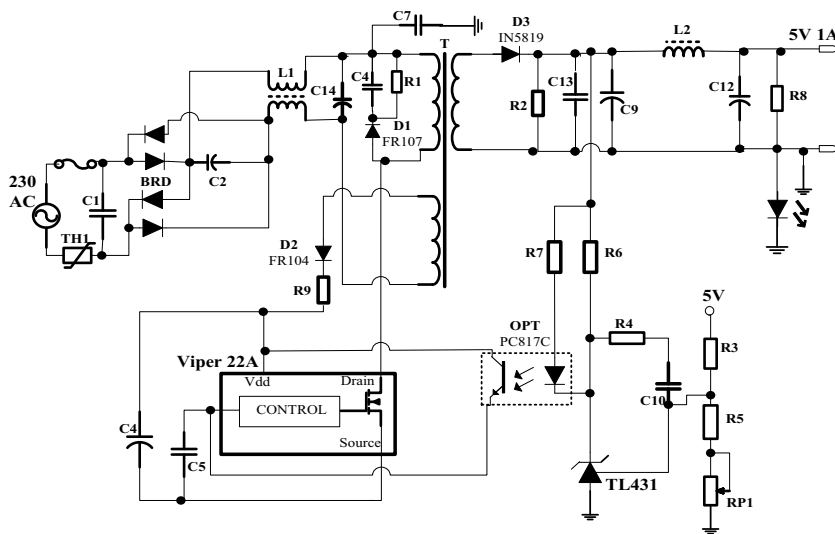 C7
D3
IN5819
L2
5V 1A
T
L1
C14
C4
R1
C13
C12
R2
C9
R8
D1
FR107
230
AC
C1
BRD
C2
TH1
D2
FR104
R9
R7
R6
5V
OPT
PC817C
R4
R3
Viper 22A
Vdd
Drain
C10
R5
C4
CONTROL
C5
Source
TL431
RP1